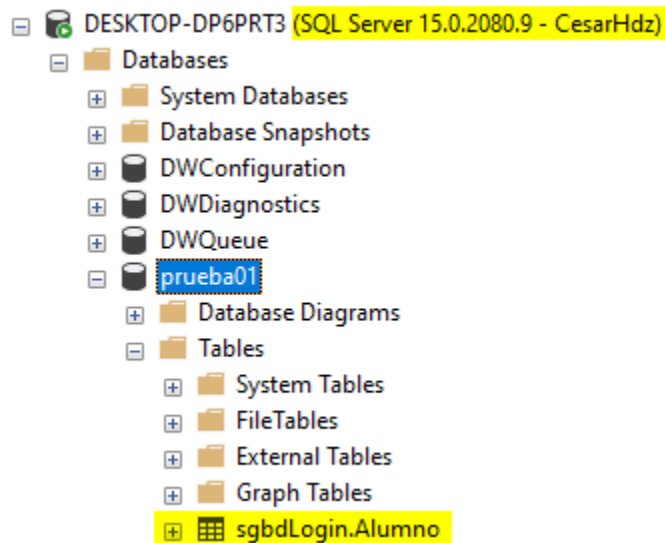 DESKTOP-DP6PRT3 (SQL Server 15.0.2080.9 - CesarHdz)
Databases
System Databases
Database Snapshots
DWConfiguration
DWDiagnostics
DWQueue
prueba01
Database Diagrams
Tables
System Tables
FileTables
External Tables
Graph Tables
sgbdLogin.Alumno